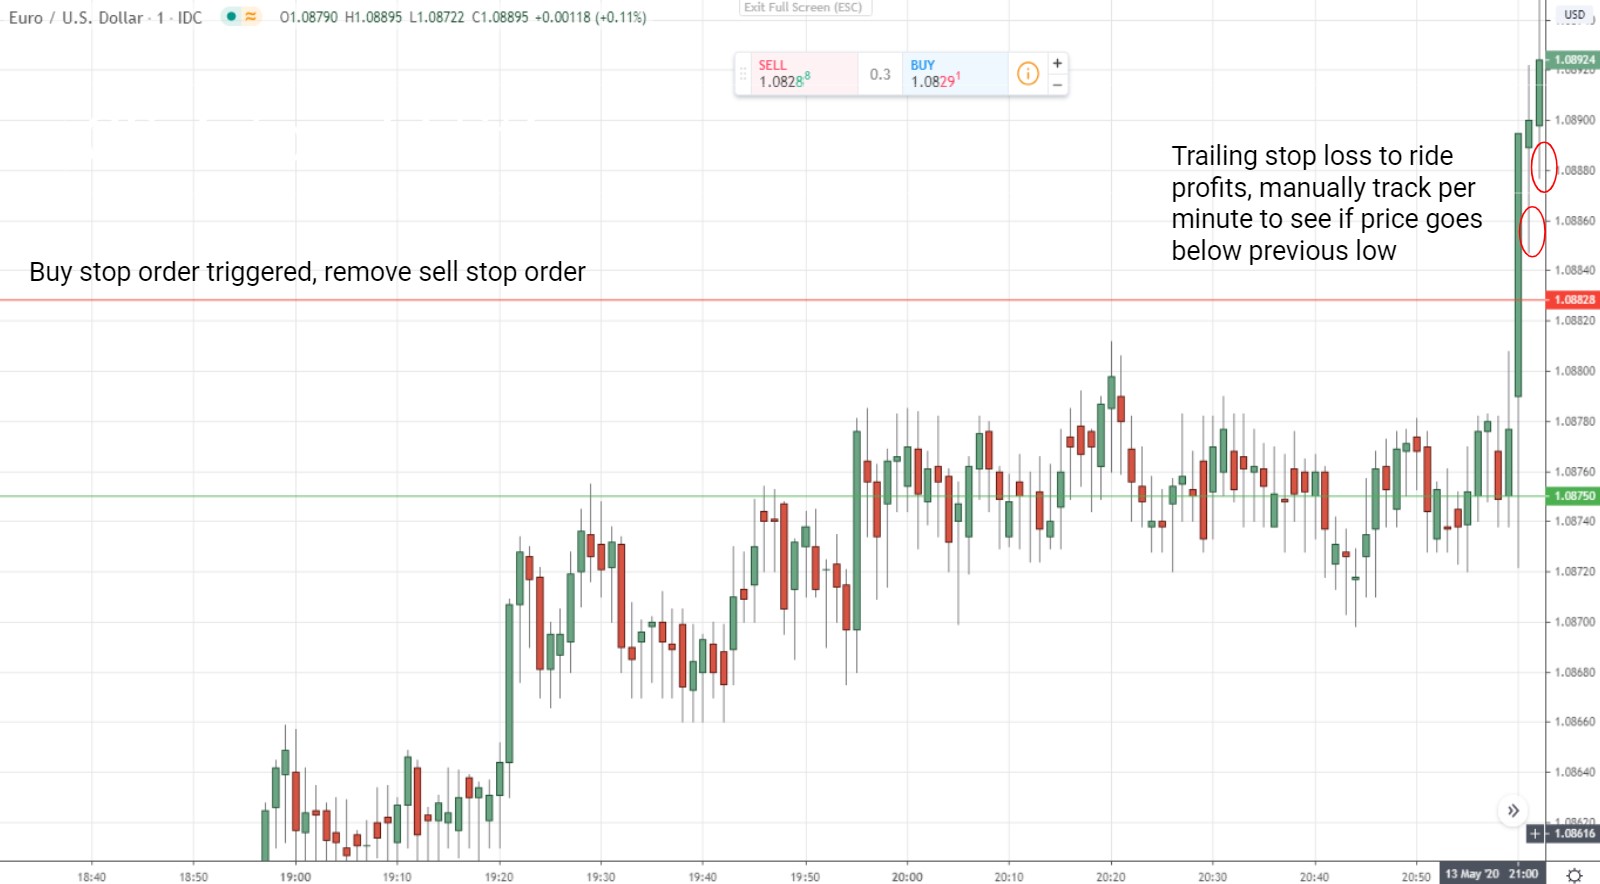 Exit Full Screen (ESC)
Euro / U.S. Dollar · 1 · IDC O1.08790 H1.08895 L1.08722 C1.08895 +0.00118 (+0.11%)
USD
SELL
1.08288
0.3
BUY
1.08291
+
−
1.08924
1.08920
1.08900
1.08880
1.08860
1.08840
1.08828
1.08820
1.08800
1.08780
1.08760
1.08750
1.08740
1.08720
1.08700
1.08680
1.08660
1.08640
1.08620
1.08616
Trailing stop loss to ride
profits, manually track per
minute to see if price goes
below previous low
Buy stop order triggered, remove sell stop order
18:40 18:50 19:00 19:10 19:20 19:30 19:40 19:50 20:00 20:10 20:20 20:30 20:40 20:50 13 May '20 21:00